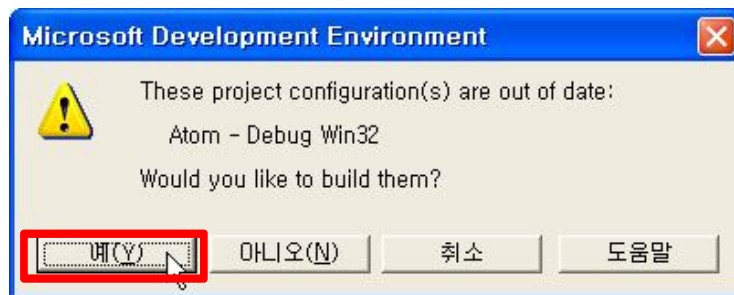 Microsoft Development Environment
These project configuration(s) are out of date:
Atom - Debug Win32
Would you like to build them?
예(Y) 아니오(N) 취소 도움말